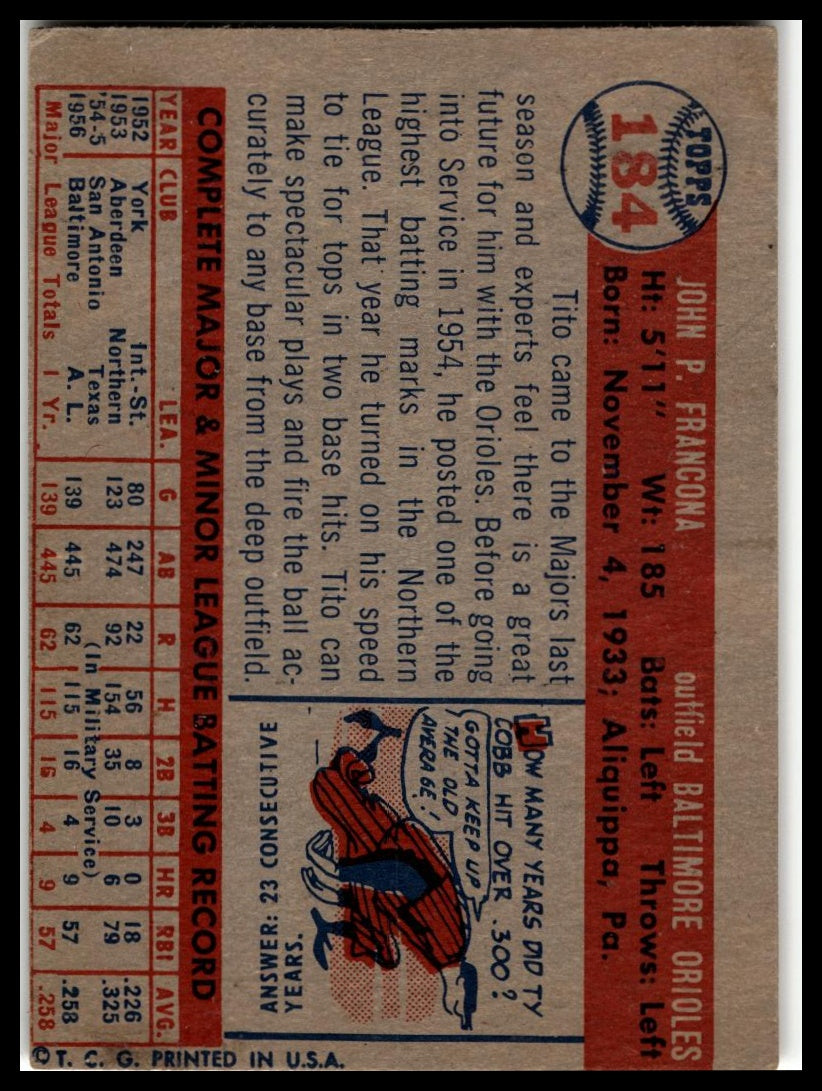 TOPPS
184
JOHN P. FRANCONA outfield BALTIMORE ORIOLES
Ht: 5'11" Wt: 185 Bats: Left Throws: Left
Born: November 4, 1933; Aliquippa, Pa.
Tito came to the Majors last
season and experts feel there is a great
future for him with the Orioles. Before going
into Service in 1954, he posted one of the
highest batting marks in the Northern
League. That year he turned on his speed
to tie for tops in two base hits. Tito can
make spectacular plays and fire the ball ac-
curately to any base from the deep outfield.
HOW MANY YEARS DID TY
COBB HIT OVER .300?
GOTTA KEEP UP
THE OLD
AVERAGE!
ANSWER: 23 CONSECUTIVE
YEARS.
COMPLETE MAJOR & MINOR LEAGUE BATTING RECORD
YEAR CLUB LEA. G AB R H 2B 3B HR RBI AVG.
1952 York Int.-St. 80 247 22 56 8 3 0 18 .226
1953 Aberdeen Northern 123 474 92 154 35 10 6 79 .325
'54-5 San Antonio Texas (In Military Service)
1956 Baltimore A. L. 139 445 62 115 16 4 9 57 .258
Major League Totals 1 Yr. 139 445 62 115 16 4 9 57 .258
© T. C. G. PRINTED IN U.S.A.